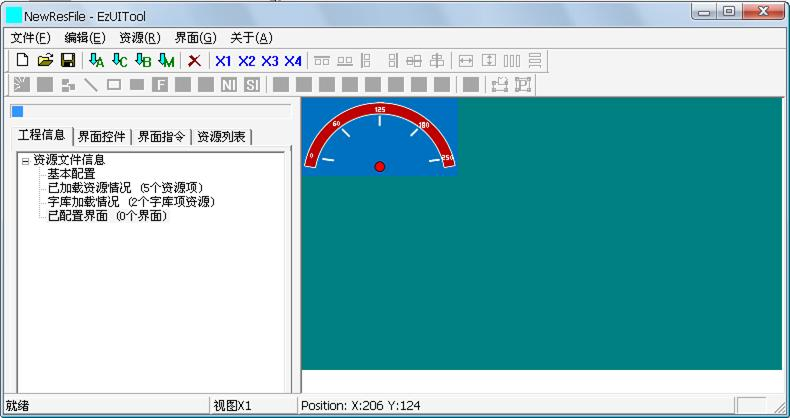 NewResFile - EzUITool
文件(F) 编辑(E) 资源(R) 界面(G) 关于(A)
A C B M X1 X2 X3 X4
F NI SI P
工程信息 界面控件 界面指令 资源列表
资源文件信息
基本配置
已加载资源情况 (5个资源项)
字库加载情况 (2个字库项资源)
已配置界面 (0个界面)
0 60 125 180 250
就绪 视图X1 Position: X:206 Y:124